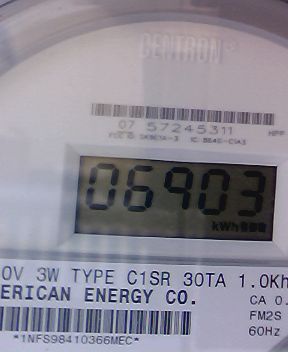 CENTRON®
07 57245311
HPP
06903
kWh
0V 3W TYPE C1SR 30TA 1.0Kh
ERICAN ENERGY CO.
CA 0.
FM2S
60Hz
*1NFS98410366MEC*